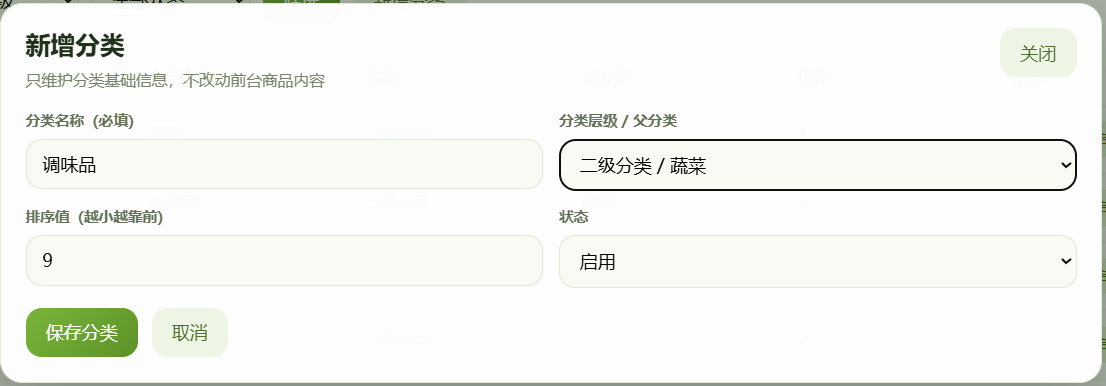 新增分类
关闭
只维护分类基础信息，不改动前台商品内容
分类名称（必填）
分类层级 / 父分类
调味品
二级分类 / 蔬菜
排序值（越小越靠前）
状态
9
启用
保存分类
取消